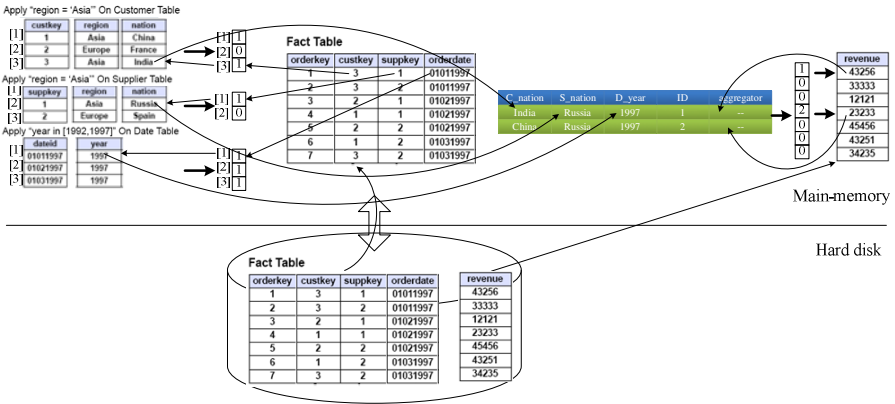 Apply “region = ‘Asia’” On Customer Table
custkey region nation
[1] 1 Asia China
[2] 2 Europe France
[3] 3 Asia India
[1] 1
[2] 0
[3] 1
Apply “region = ‘Asia’” On Supplier Table
suppkey region nation
[1] 1 Asia Russia
[2] 2 Europe Spain
[1] 1
[2] 0
Apply “year in [1992,1997]” On Date Table
dateid year
[1] 01011997 1997
[2] 01021997 1997
[3] 01031997 1997
[1] 1
[2] 1
[3] 1
Fact Table
orderkey custkey suppkey orderdate
1 3 1 01011997
2 3 2 01011997
3 2 1 01021997
4 1 1 01021997
5 2 2 01021997
6 1 2 01031997
7 3 2 01031997
C_nation S_nation D_year ID aggregator
India Russia 1997 1 --
China Russia 1997 2 --
1
0
0
2
0
0
0
revenue
43256
33333
12121
23233
45456
43251
34235
Main-memory
Hard disk
Fact Table
orderkey custkey suppkey orderdate
1 3 1 01011997
2 3 2 01011997
3 2 1 01021997
4 1 1 01021997
5 2 2 01021997
6 1 2 01031997
7 3 2 01031997
revenue
43256
33333
12121
23233
45456
43251
34235